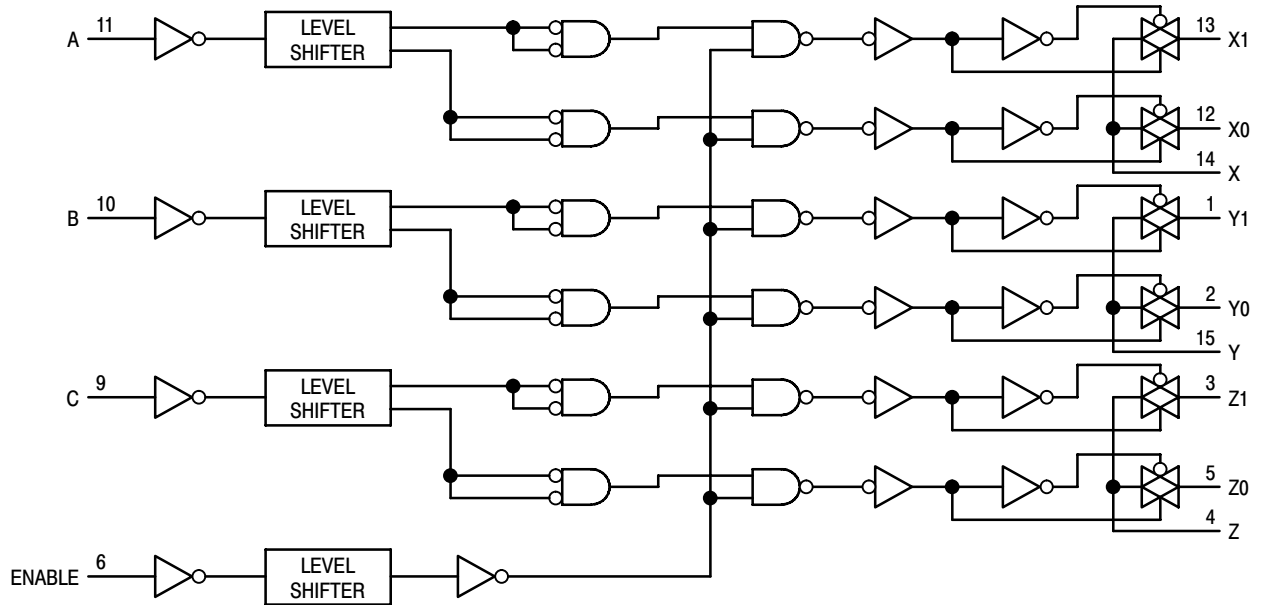 A 11 LEVEL SHIFTER 13 X1
12 X0
14 X
B 10 LEVEL SHIFTER 1 Y1
2 Y0
15 Y
C 9 LEVEL SHIFTER 3 Z1
5 Z0
4 Z
ENABLE 6 LEVEL SHIFTER